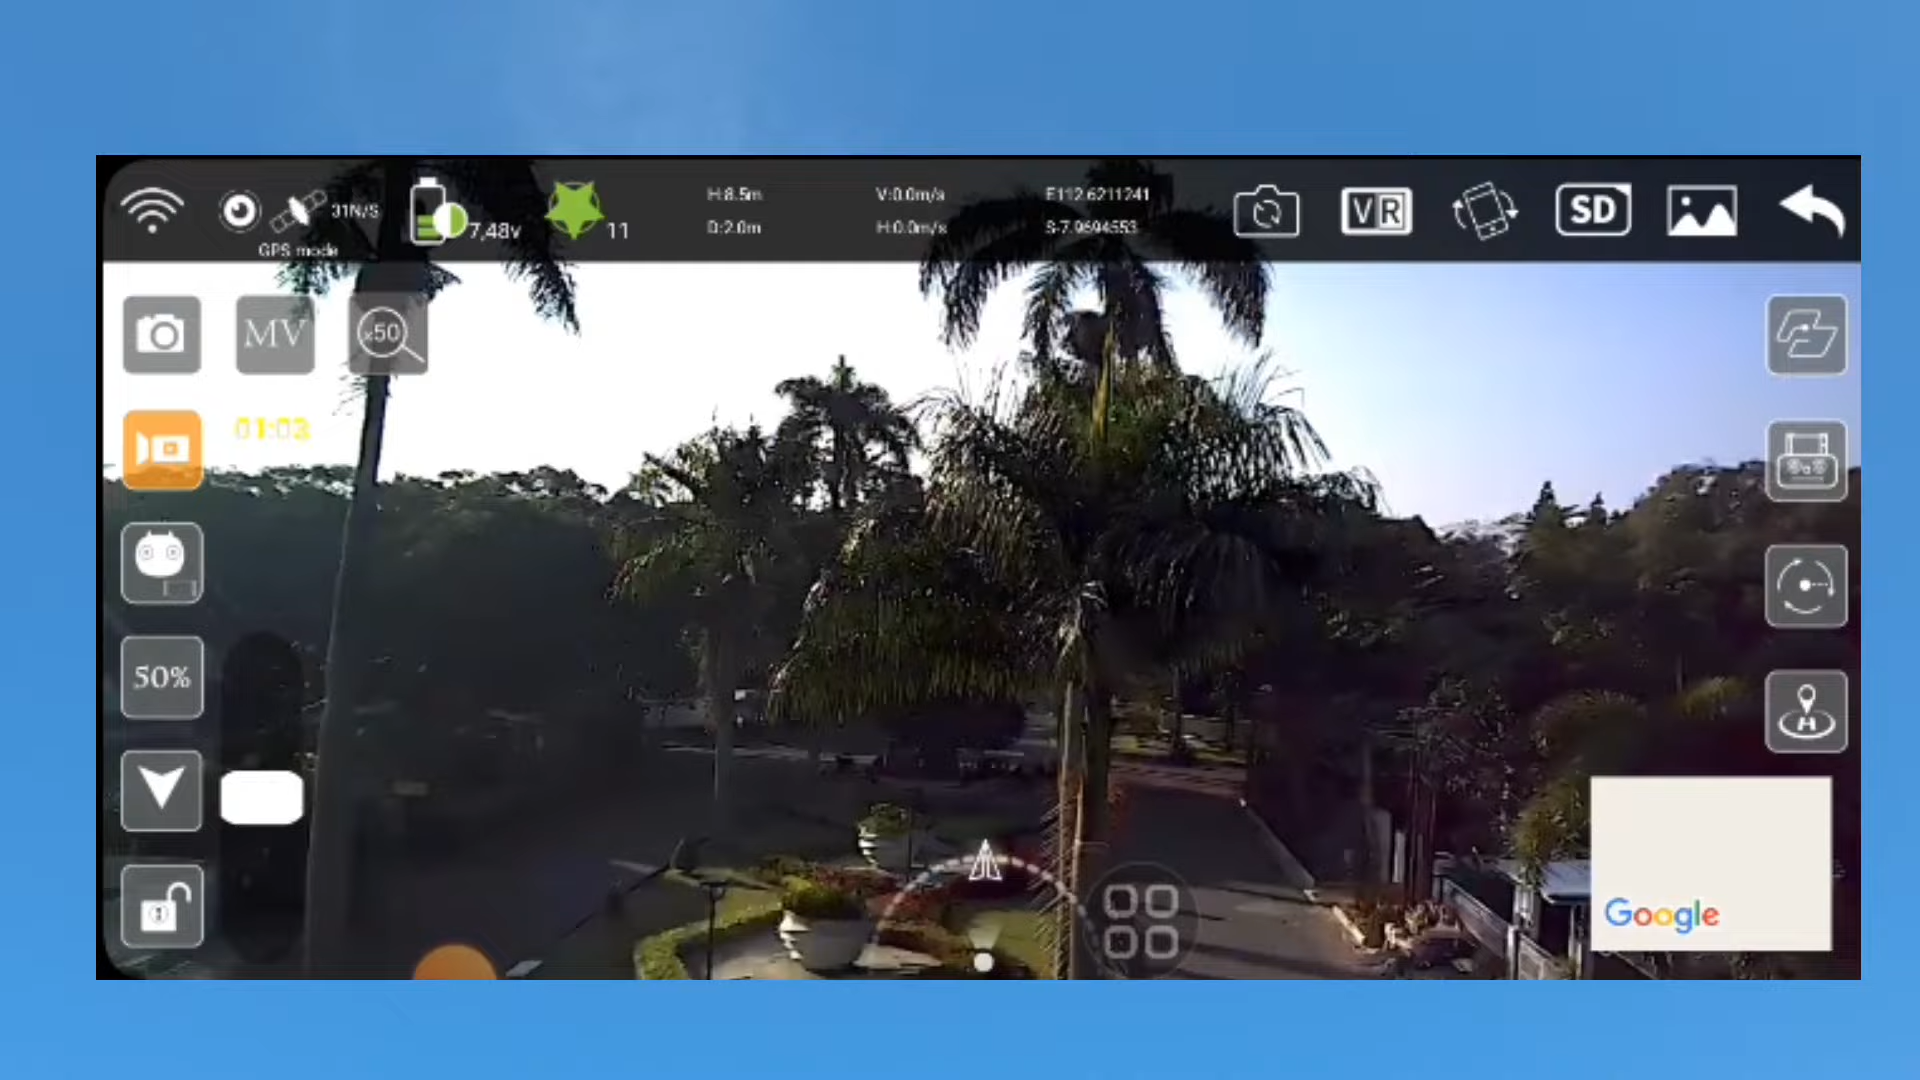 31N/S
GPS mode
7,48v
11
H:8.5m
D:2.0m
V:0.0m/s
H:0.0m/s
E112.6211241
S-7.9694553
VR
SD
MV
x50
01:03
50%
H
Google